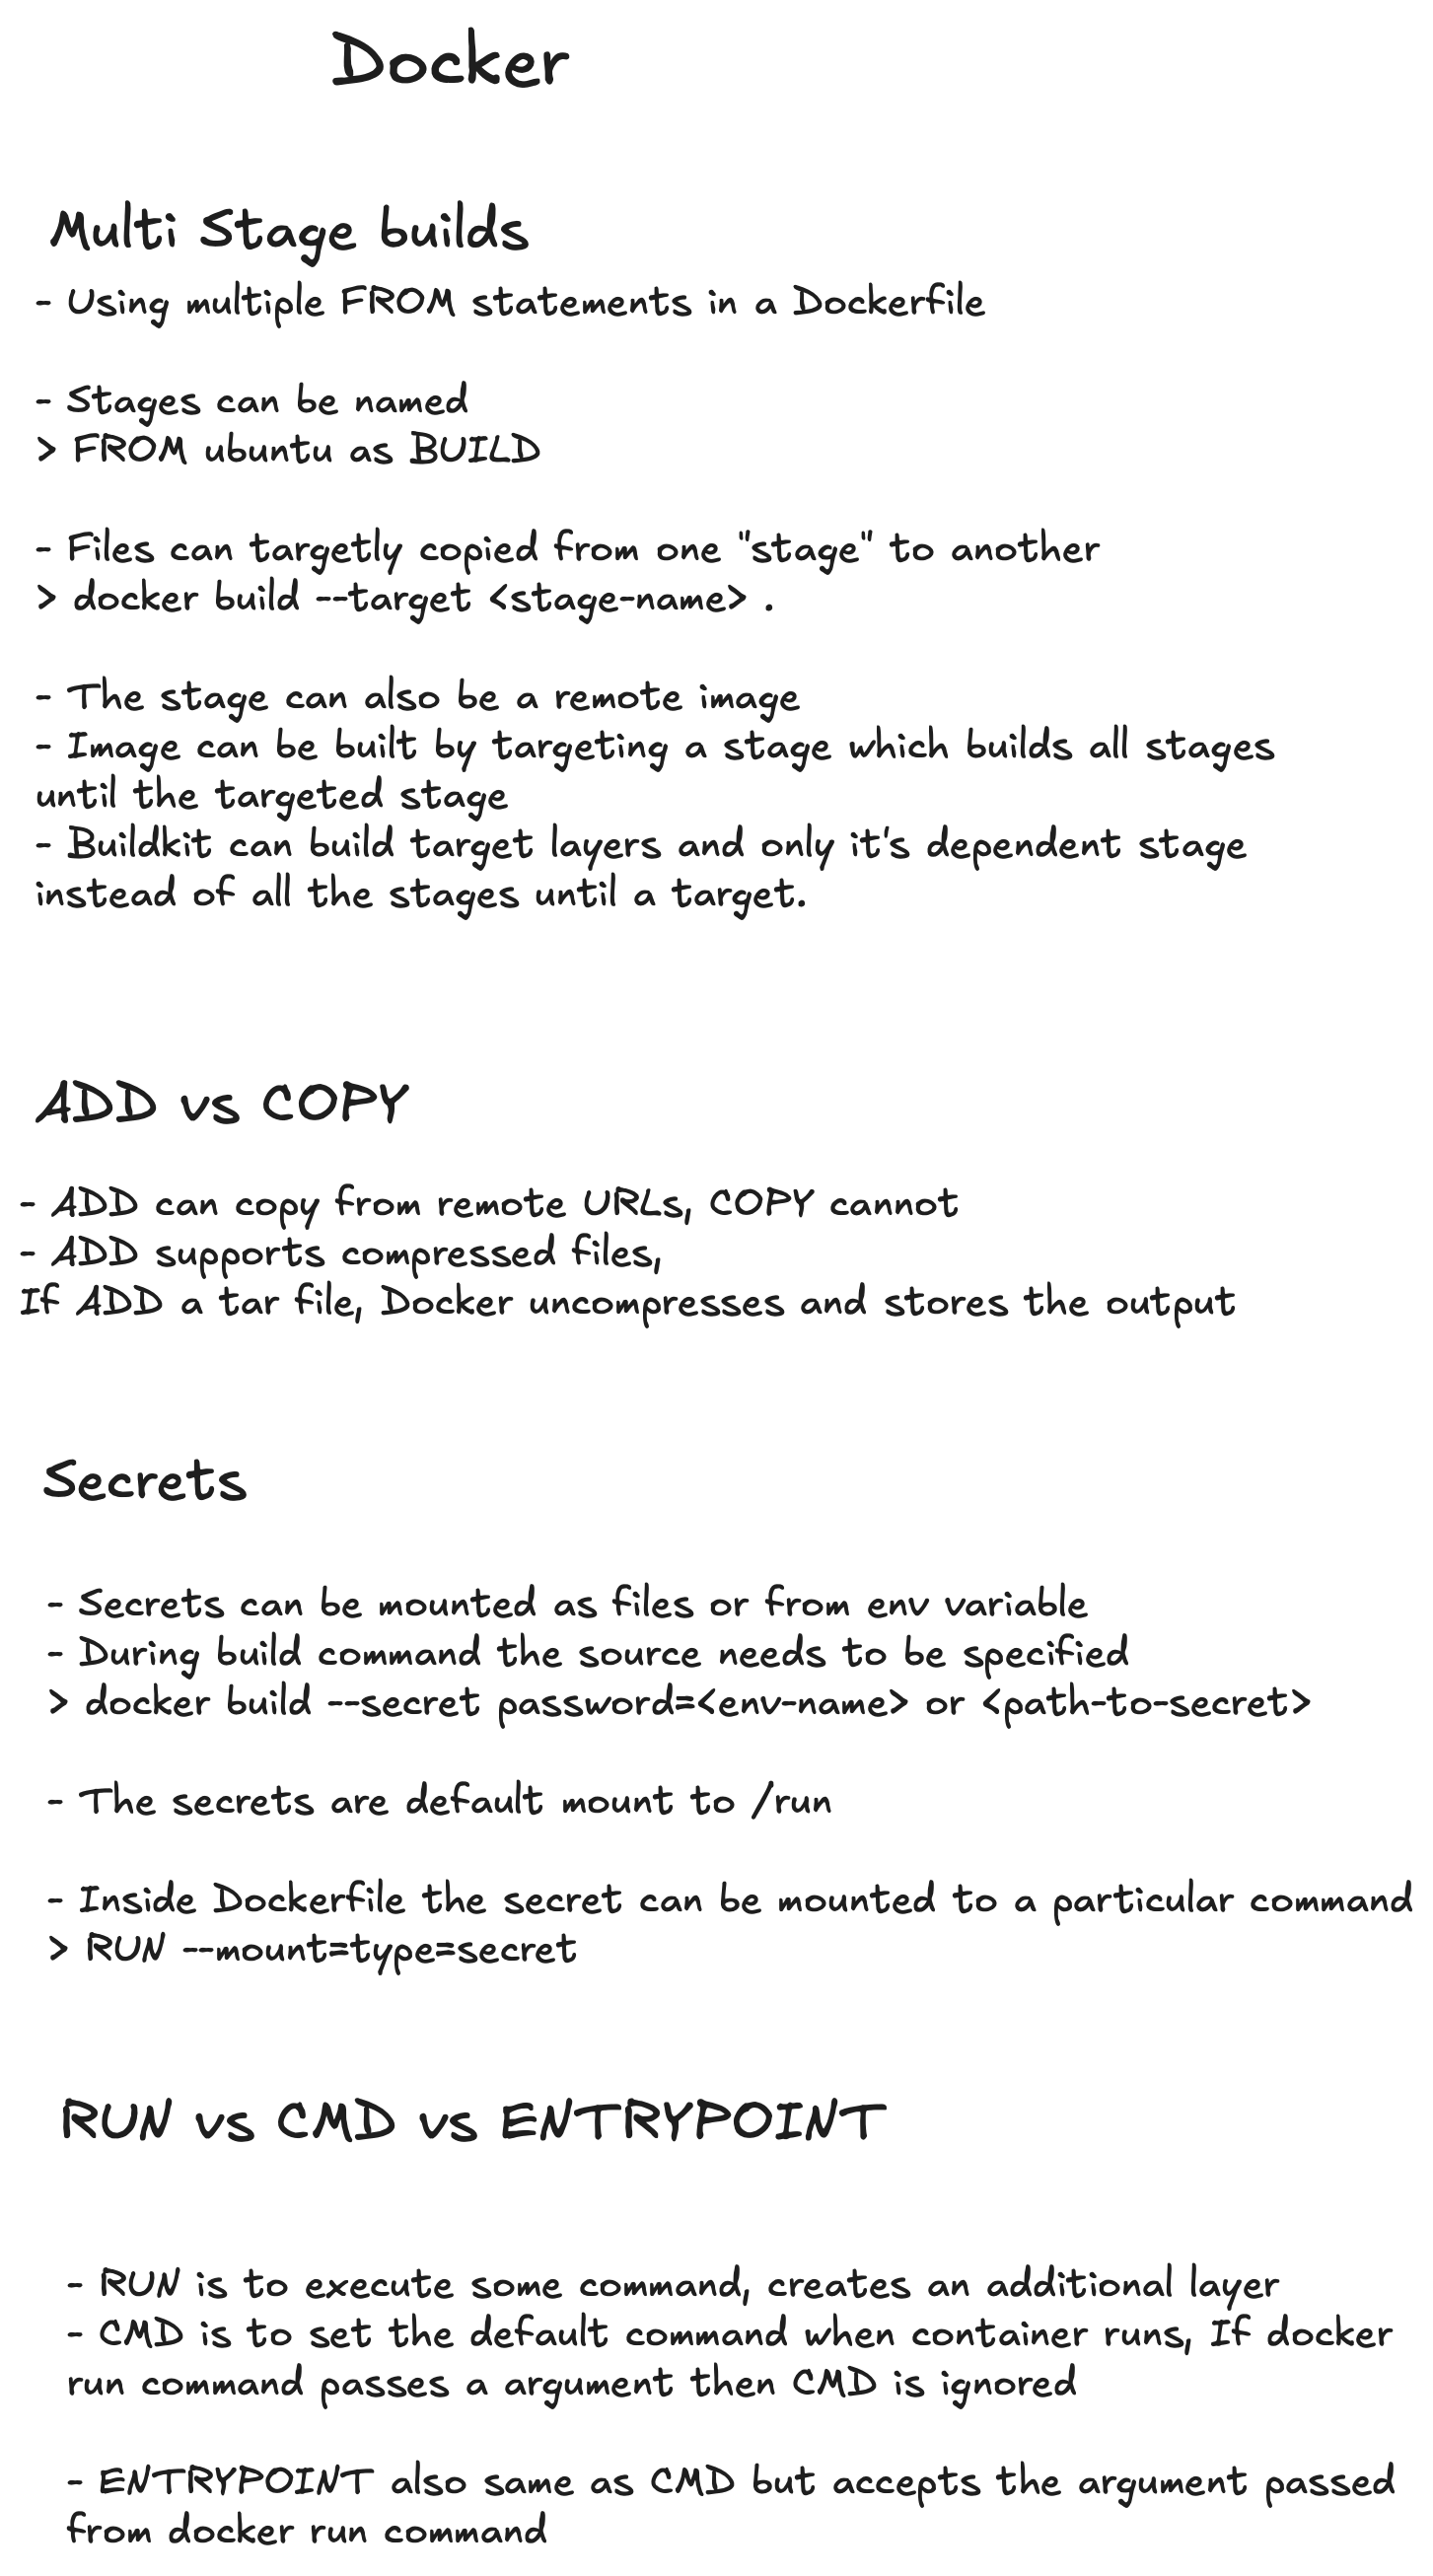 Docker
Multi Stage builds
- Using multiple FROM statements in a Dockerfile
- Stages can be named
> FROM ubuntu as BUILD
- Files can targetly copied from one "stage" to another
> docker build --target <stage-name> .
- The stage can also be a remote image
- Image can be built by targeting a stage which builds all stages
until the targeted stage
- Buildkit can build target layers and only it's dependent stage
instead of all the stages until a target.
ADD vs COPY
- ADD can copy from remote URLs, COPY cannot
- ADD supports compressed files,
If ADD a tar file, Docker uncompresses and stores the output
Secrets
- Secrets can be mounted as files or from env variable
- During build command the source needs to be specified
> docker build --secret password=<env-name> or <path-to-secret>
- The secrets are default mount to /run
- Inside Dockerfile the secret can be mounted to a particular command
> RUN --mount=type=secret
RUN vs CMD vs ENTRYPOINT
- RUN is to execute some command, creates an additional layer
- CMD is to set the default command when container runs, If docker
run command passes a argument then CMD is ignored
- ENTRYPOINT also same as CMD but accepts the argument passed
from docker run command